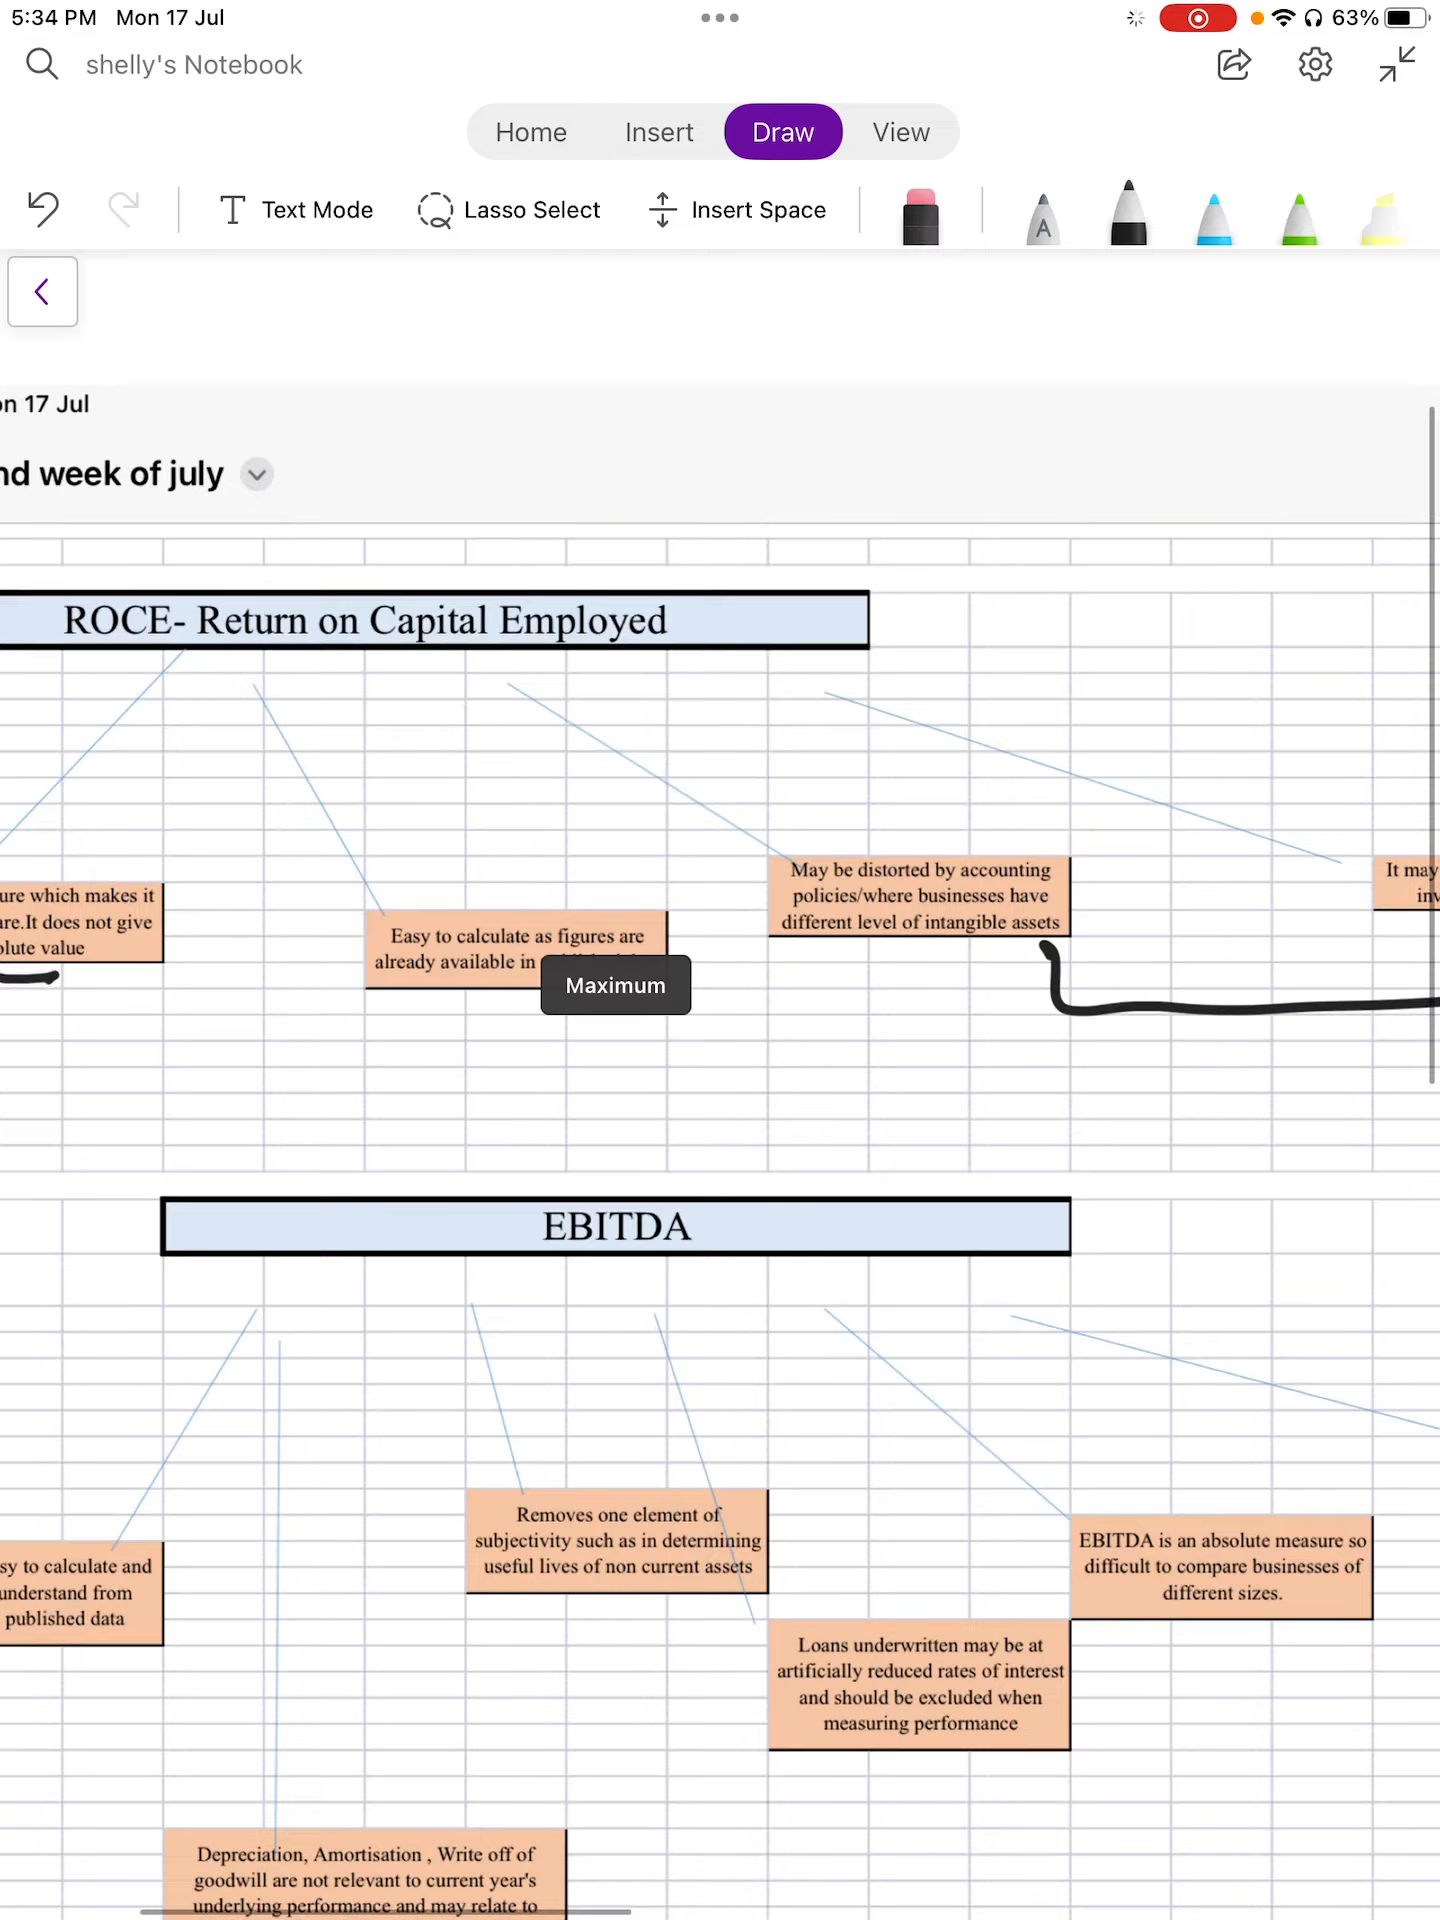 5:34 PM Mon 17 Jul
63%
shelly's Notebook
Home Insert Draw View
Text Mode Lasso Select Insert Space
A
on 17 Jul
nd week of july
ROCE- Return on Capital Employed
ure which makes it
are.It does not give
olute value
Easy to calculate as figures are
already available in
Maximum
May be distorted by accounting
policies/where businesses have
different level of intangible assets
It may
inv
EBITDA
sy to calculate and
understand from
published data
Removes one element of
subjectivity such as in determining
useful lives of non current assets
Loans underwritten may be at
artificially reduced rates of interest
and should be excluded when
measuring performance
EBITDA is an absolute measure so
difficult to compare businesses of
different sizes.
Depreciation, Amortisation , Write off of
goodwill are not relevant to current year's
underlying performance and may relate to